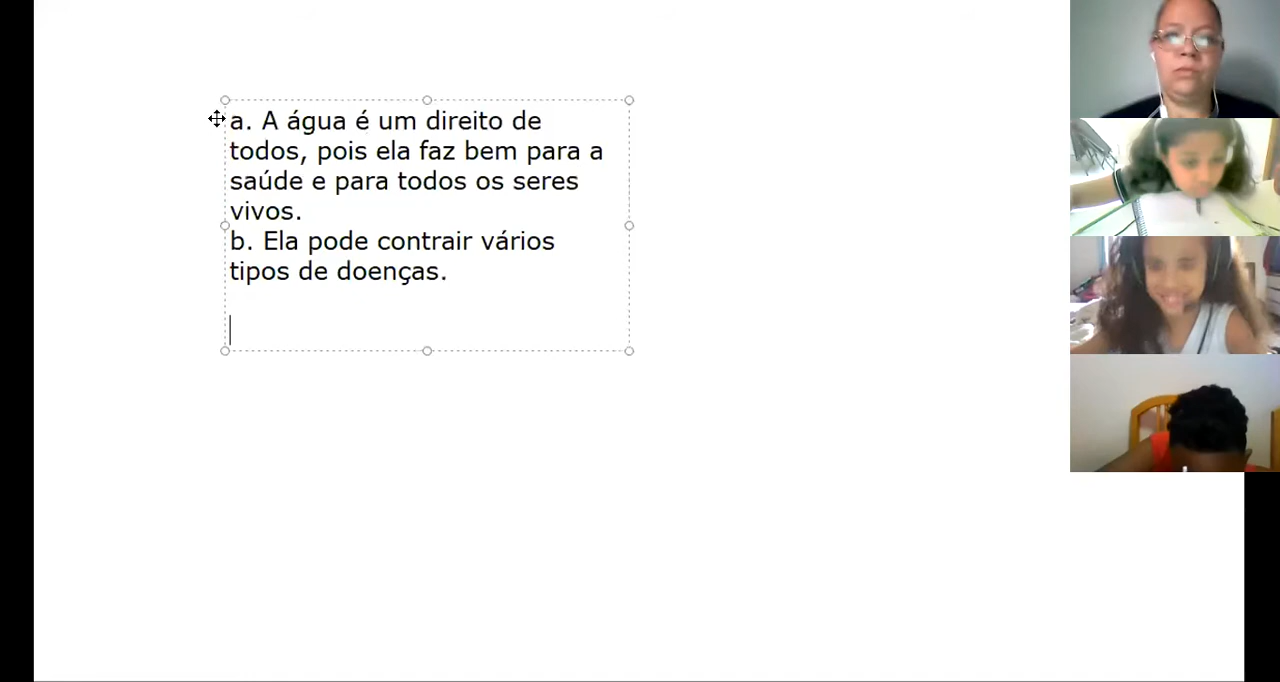 a. A água é um direito de
todos, pois ela faz bem para a
saúde e para todos os seres
vivos.
b. Ela pode contrair vários
tipos de doenças.